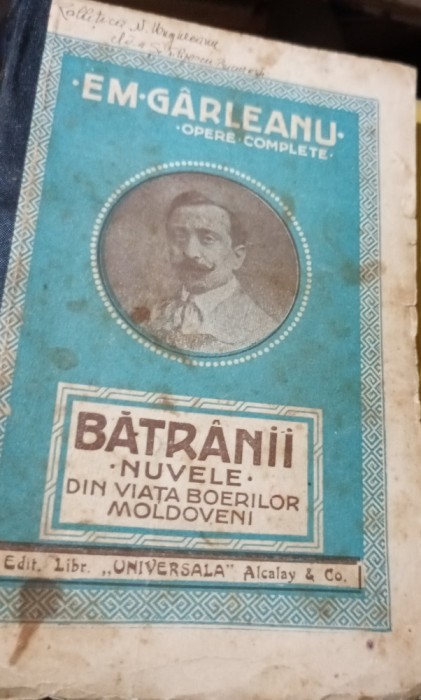 ·EM·GÂRLEANU·
·OPERE·COMPLETE·
BĂTRÂNII
·NUVELE·
DIN VIAȚA BOERILOR
MOLDOVENI
Edit. Libr. „UNIVERSALA" Alcalay & Co.